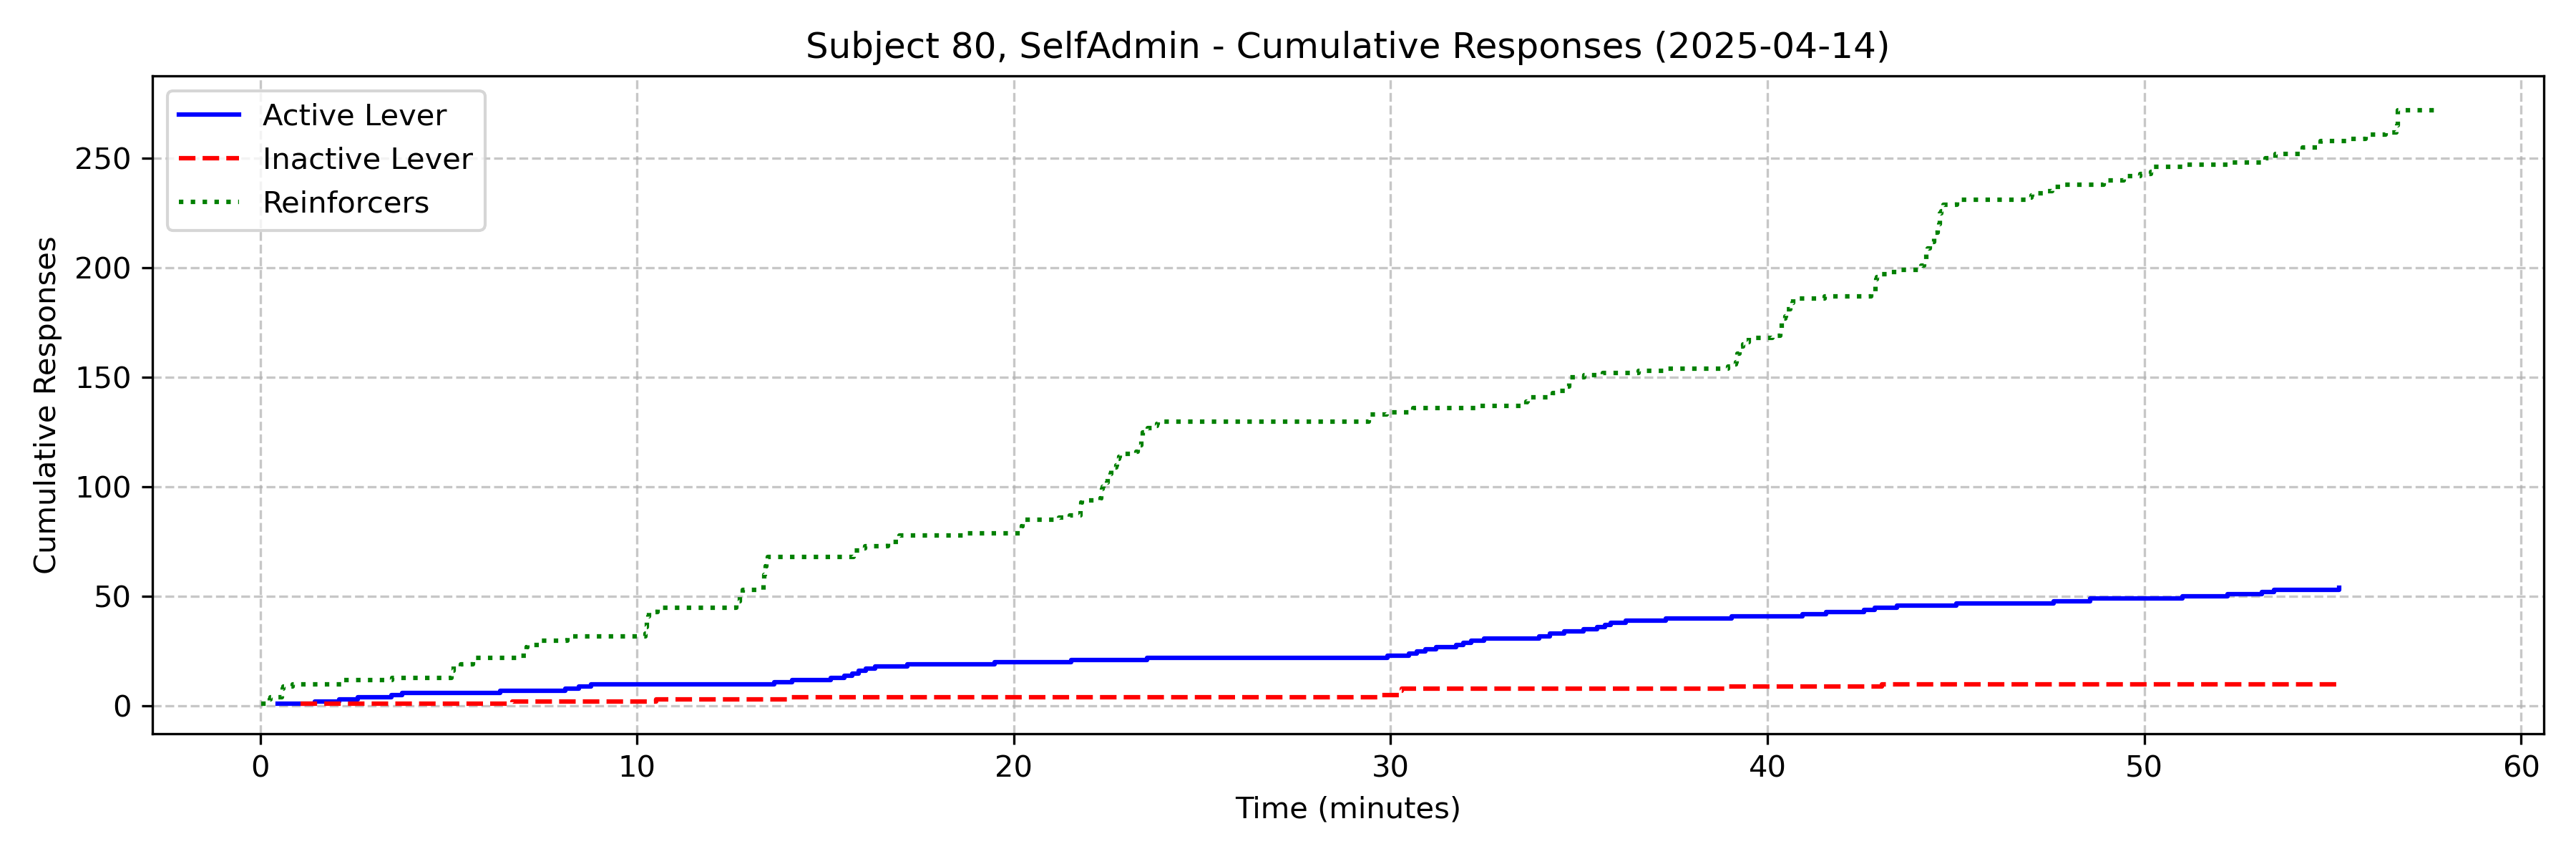 Subject 80, SelfAdmin - Cumulative Responses (2025-04-14)
Active Lever
Inactive Lever
Reinforcers
Cumulative Responses
250
200
150
100
50
0
0 10 20 30 40 50 60
Time (minutes)